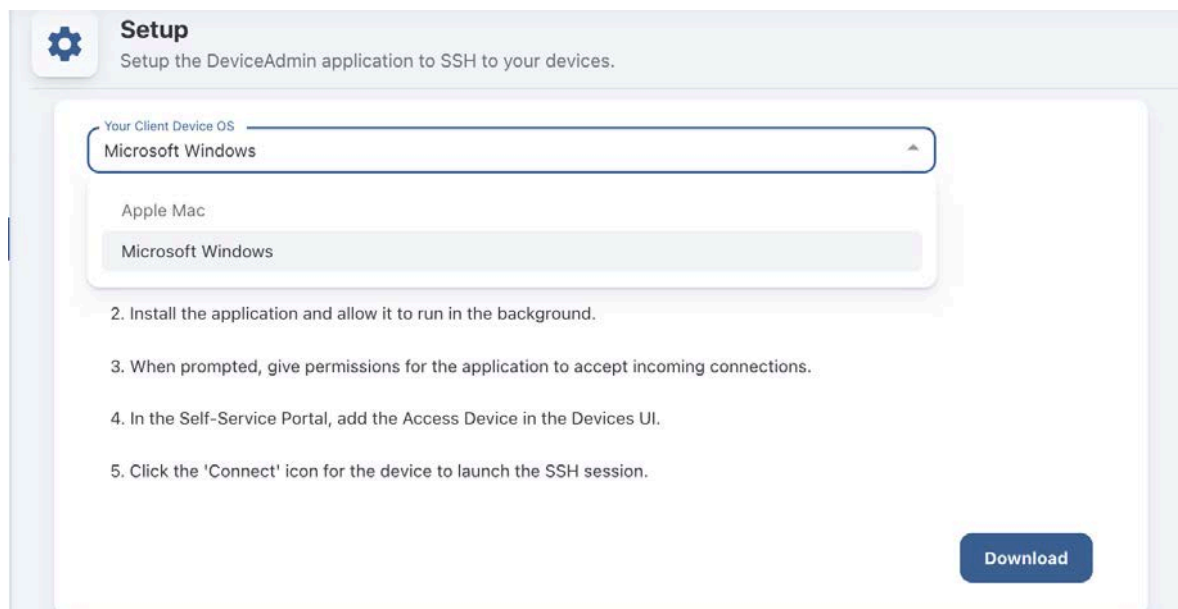 Setup
Setup the DeviceAdmin application to SSH to your devices.
Your Client Device OS
Microsoft Windows
Apple Mac
Microsoft Windows
2. Install the application and allow it to run in the background.
3. When prompted, give permissions for the application to accept incoming connections.
4. In the Self-Service Portal, add the Access Device in the Devices UI.
5. Click the 'Connect' icon for the device to launch the SSH session.
Download